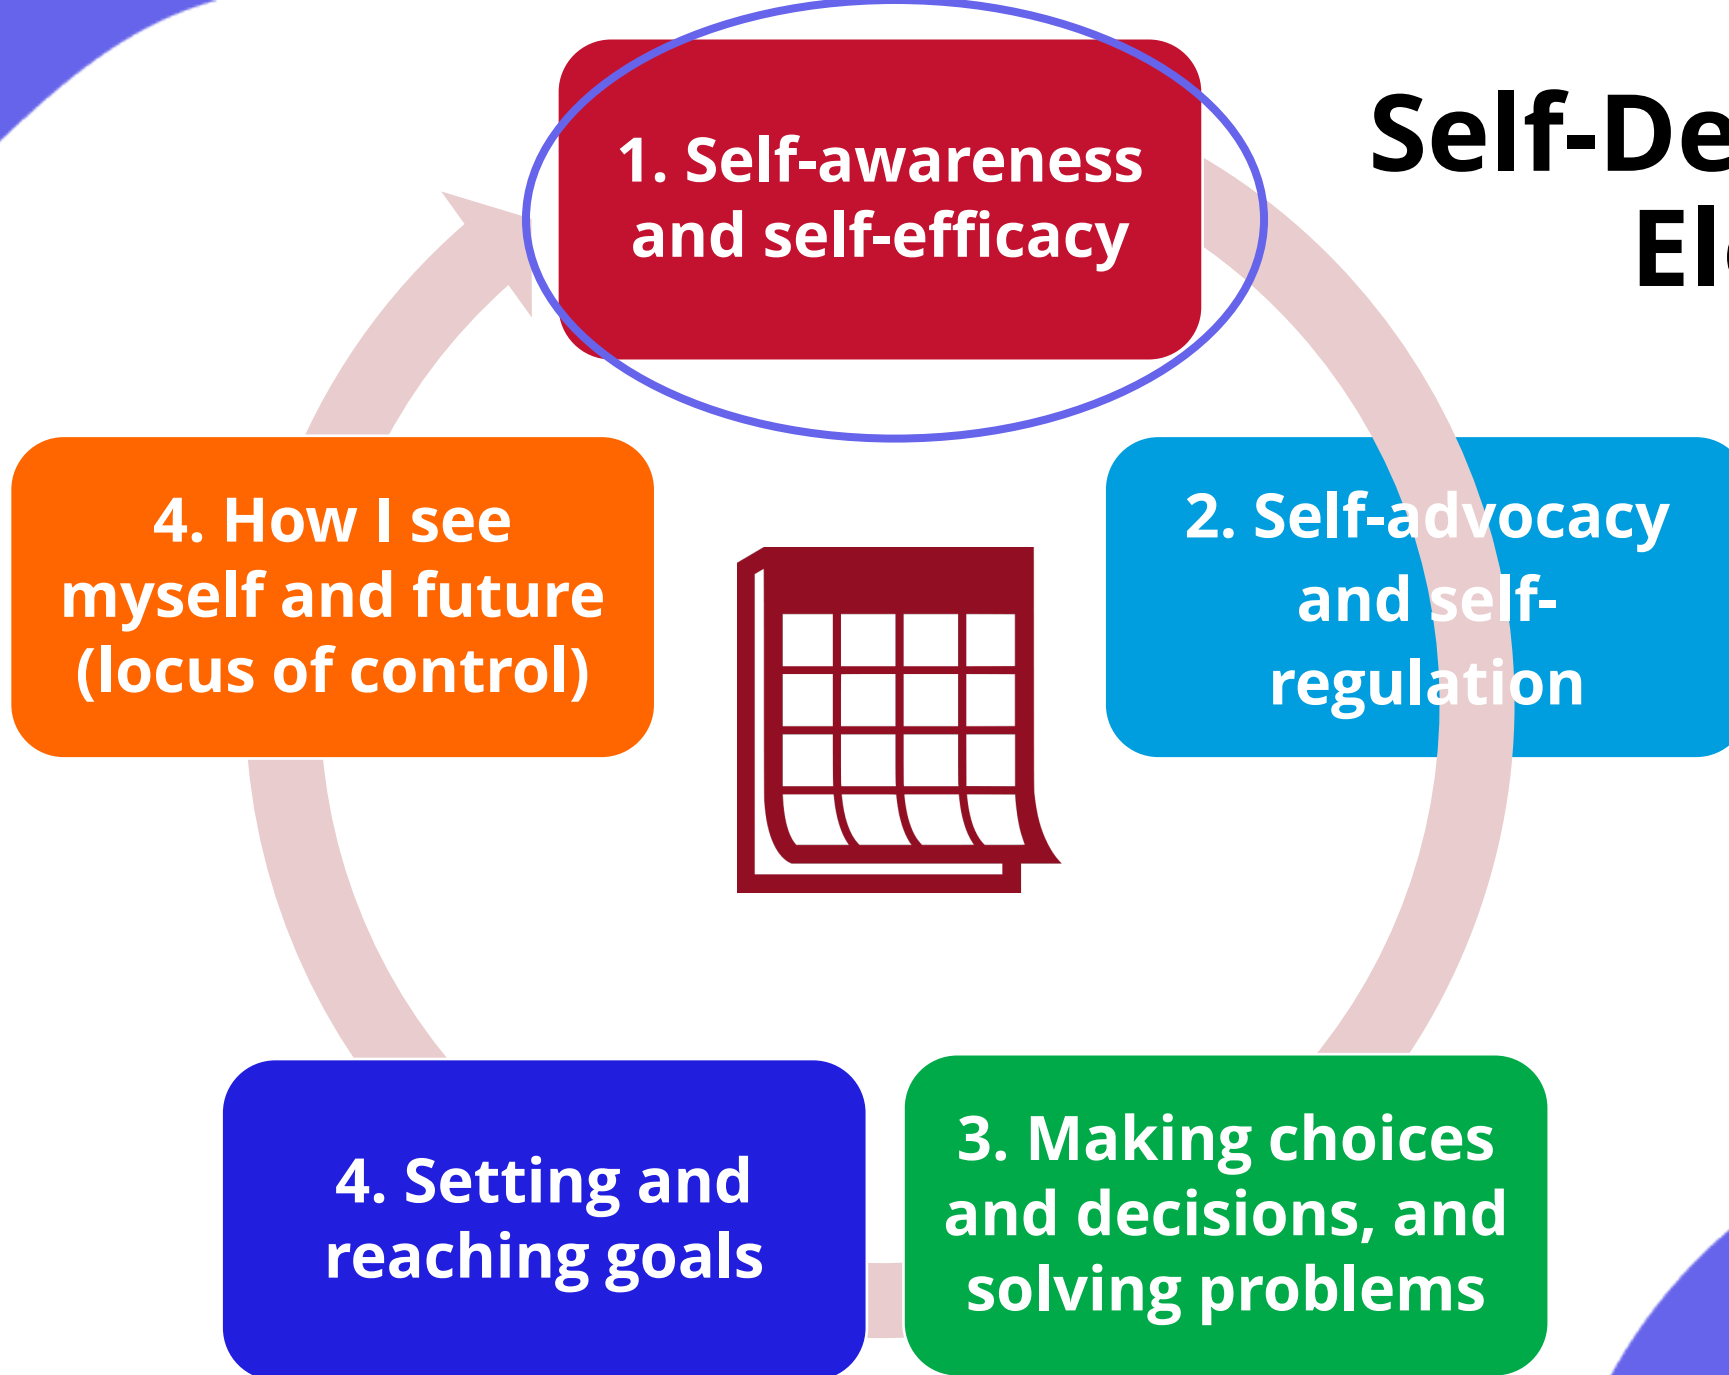 Self-De
El
1. Self-awareness
and self-efficacy
2. Self-advocacy
and self-
regulation
3. Making choices
and decisions, and
solving problems
4. Setting and
reaching goals
4. How I see
myself and future
(locus of control)